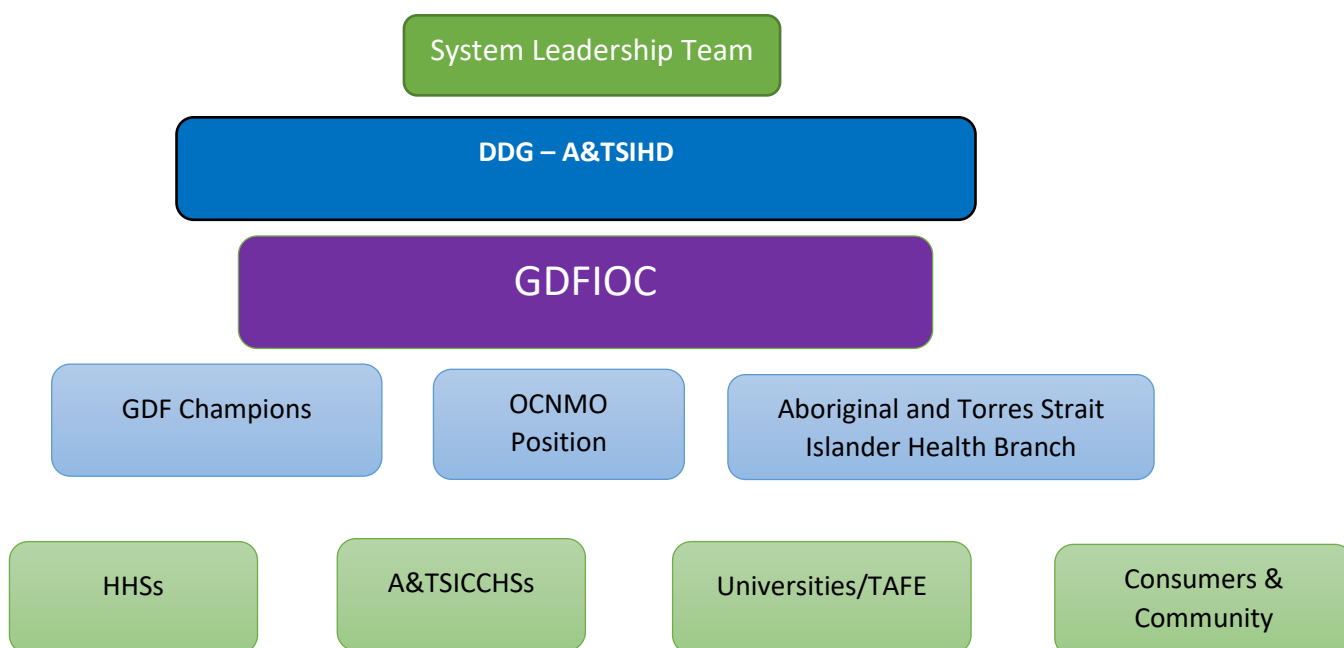 System Leadership Team
DDG – A&TSIHD
GDFIOC
GDF Champions
OCNMO
Position
Aboriginal and Torres Strait
Islander Health Branch
HHSs
A&TSICCHSs
Universities/TAFE
Consumers &
Community